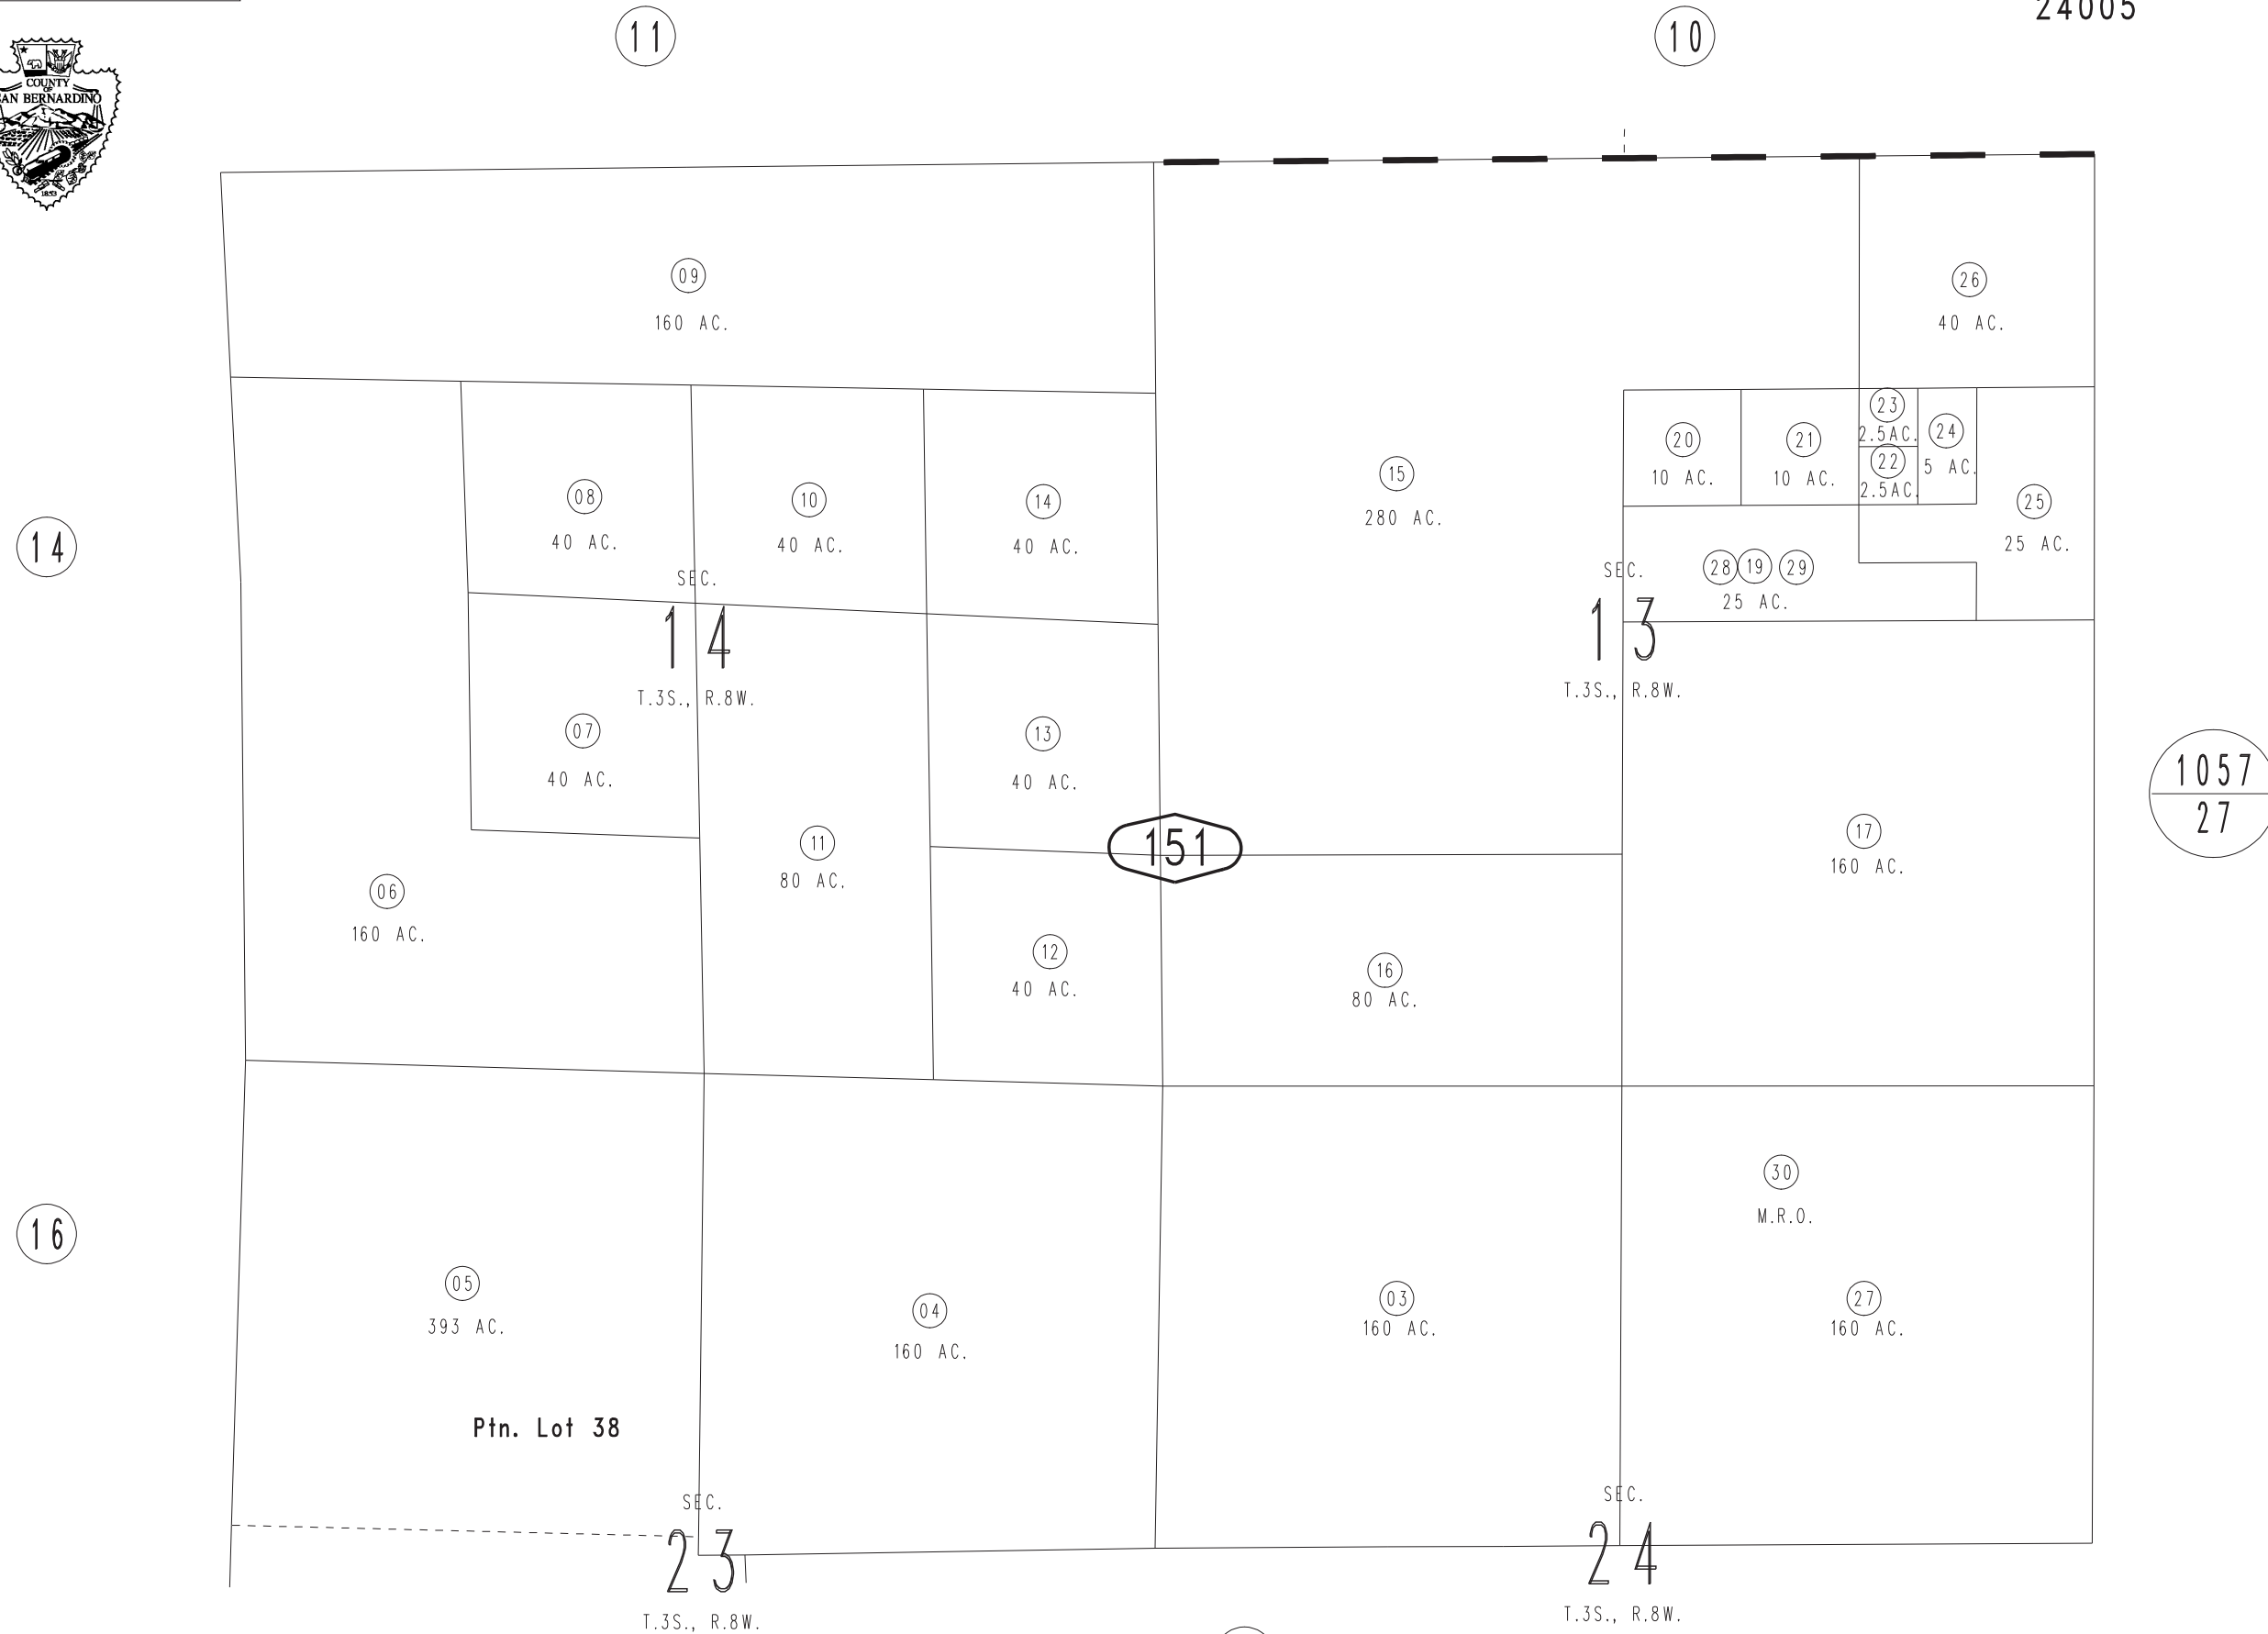 24005
11
10
COUNTY
OF
SAN BERNARDINO
1853
09
160 AC.
26
40 AC.
23
2.5AC.
24
5 AC.
20
10 AC.
21
10 AC.
22
2.5AC.
15
280 AC.
25
25 AC.
08
40 AC.
10
40 AC.
14
40 AC.
14
SEC.
14
T.3S., R.8W.
SEC.
13
T.3S., R.8W.
28 19 29
25 AC.
07
40 AC.
13
40 AC.
1057
27
151
11
80 AC.
17
160 AC.
06
160 AC.
12
40 AC.
16
80 AC.
30
M.R.O.
16
05
393 AC.
04
160 AC.
03
160 AC.
27
160 AC.
Ptn. Lot 38
SEC.
23
T.3S., R.8W.
SEC.
24
T.3S., R.8W.